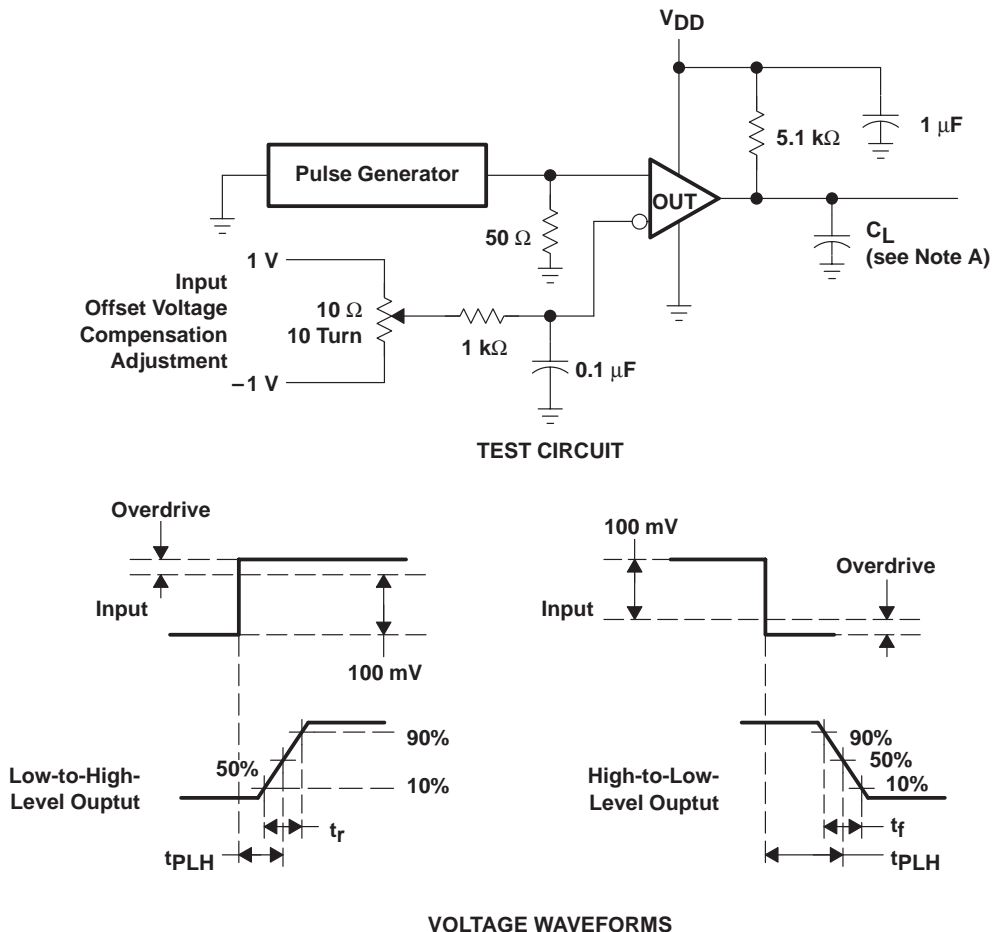 VDD
5.1 kΩ
1 μF
Pulse Generator
OUT
50 Ω
CL
(see Note A)
1 V
Input
Offset Voltage
Compensation
Adjustment
10 Ω
10 Turn
1 kΩ
0.1 μF
–1 V
TEST CIRCUIT
Overdrive
Input
100 mV
Low-to-High-
Level Ouptut
50%
90%
10%
tr
tPLH
100 mV
Overdrive
Input
High-to-Low-
Level Ouptut
90%
50%
10%
tf
tPLH
VOLTAGE WAVEFORMS